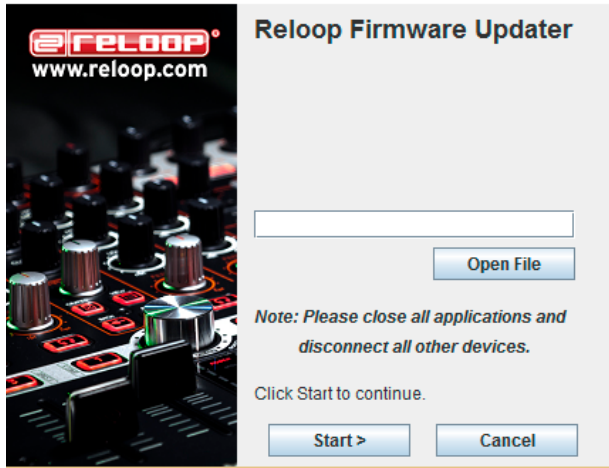 RELOOP
www.reloop.com
Reloop Firmware Updater
Open File
Note: Please close all applications and
disconnect all other devices.
Click Start to continue.
Start >
Cancel